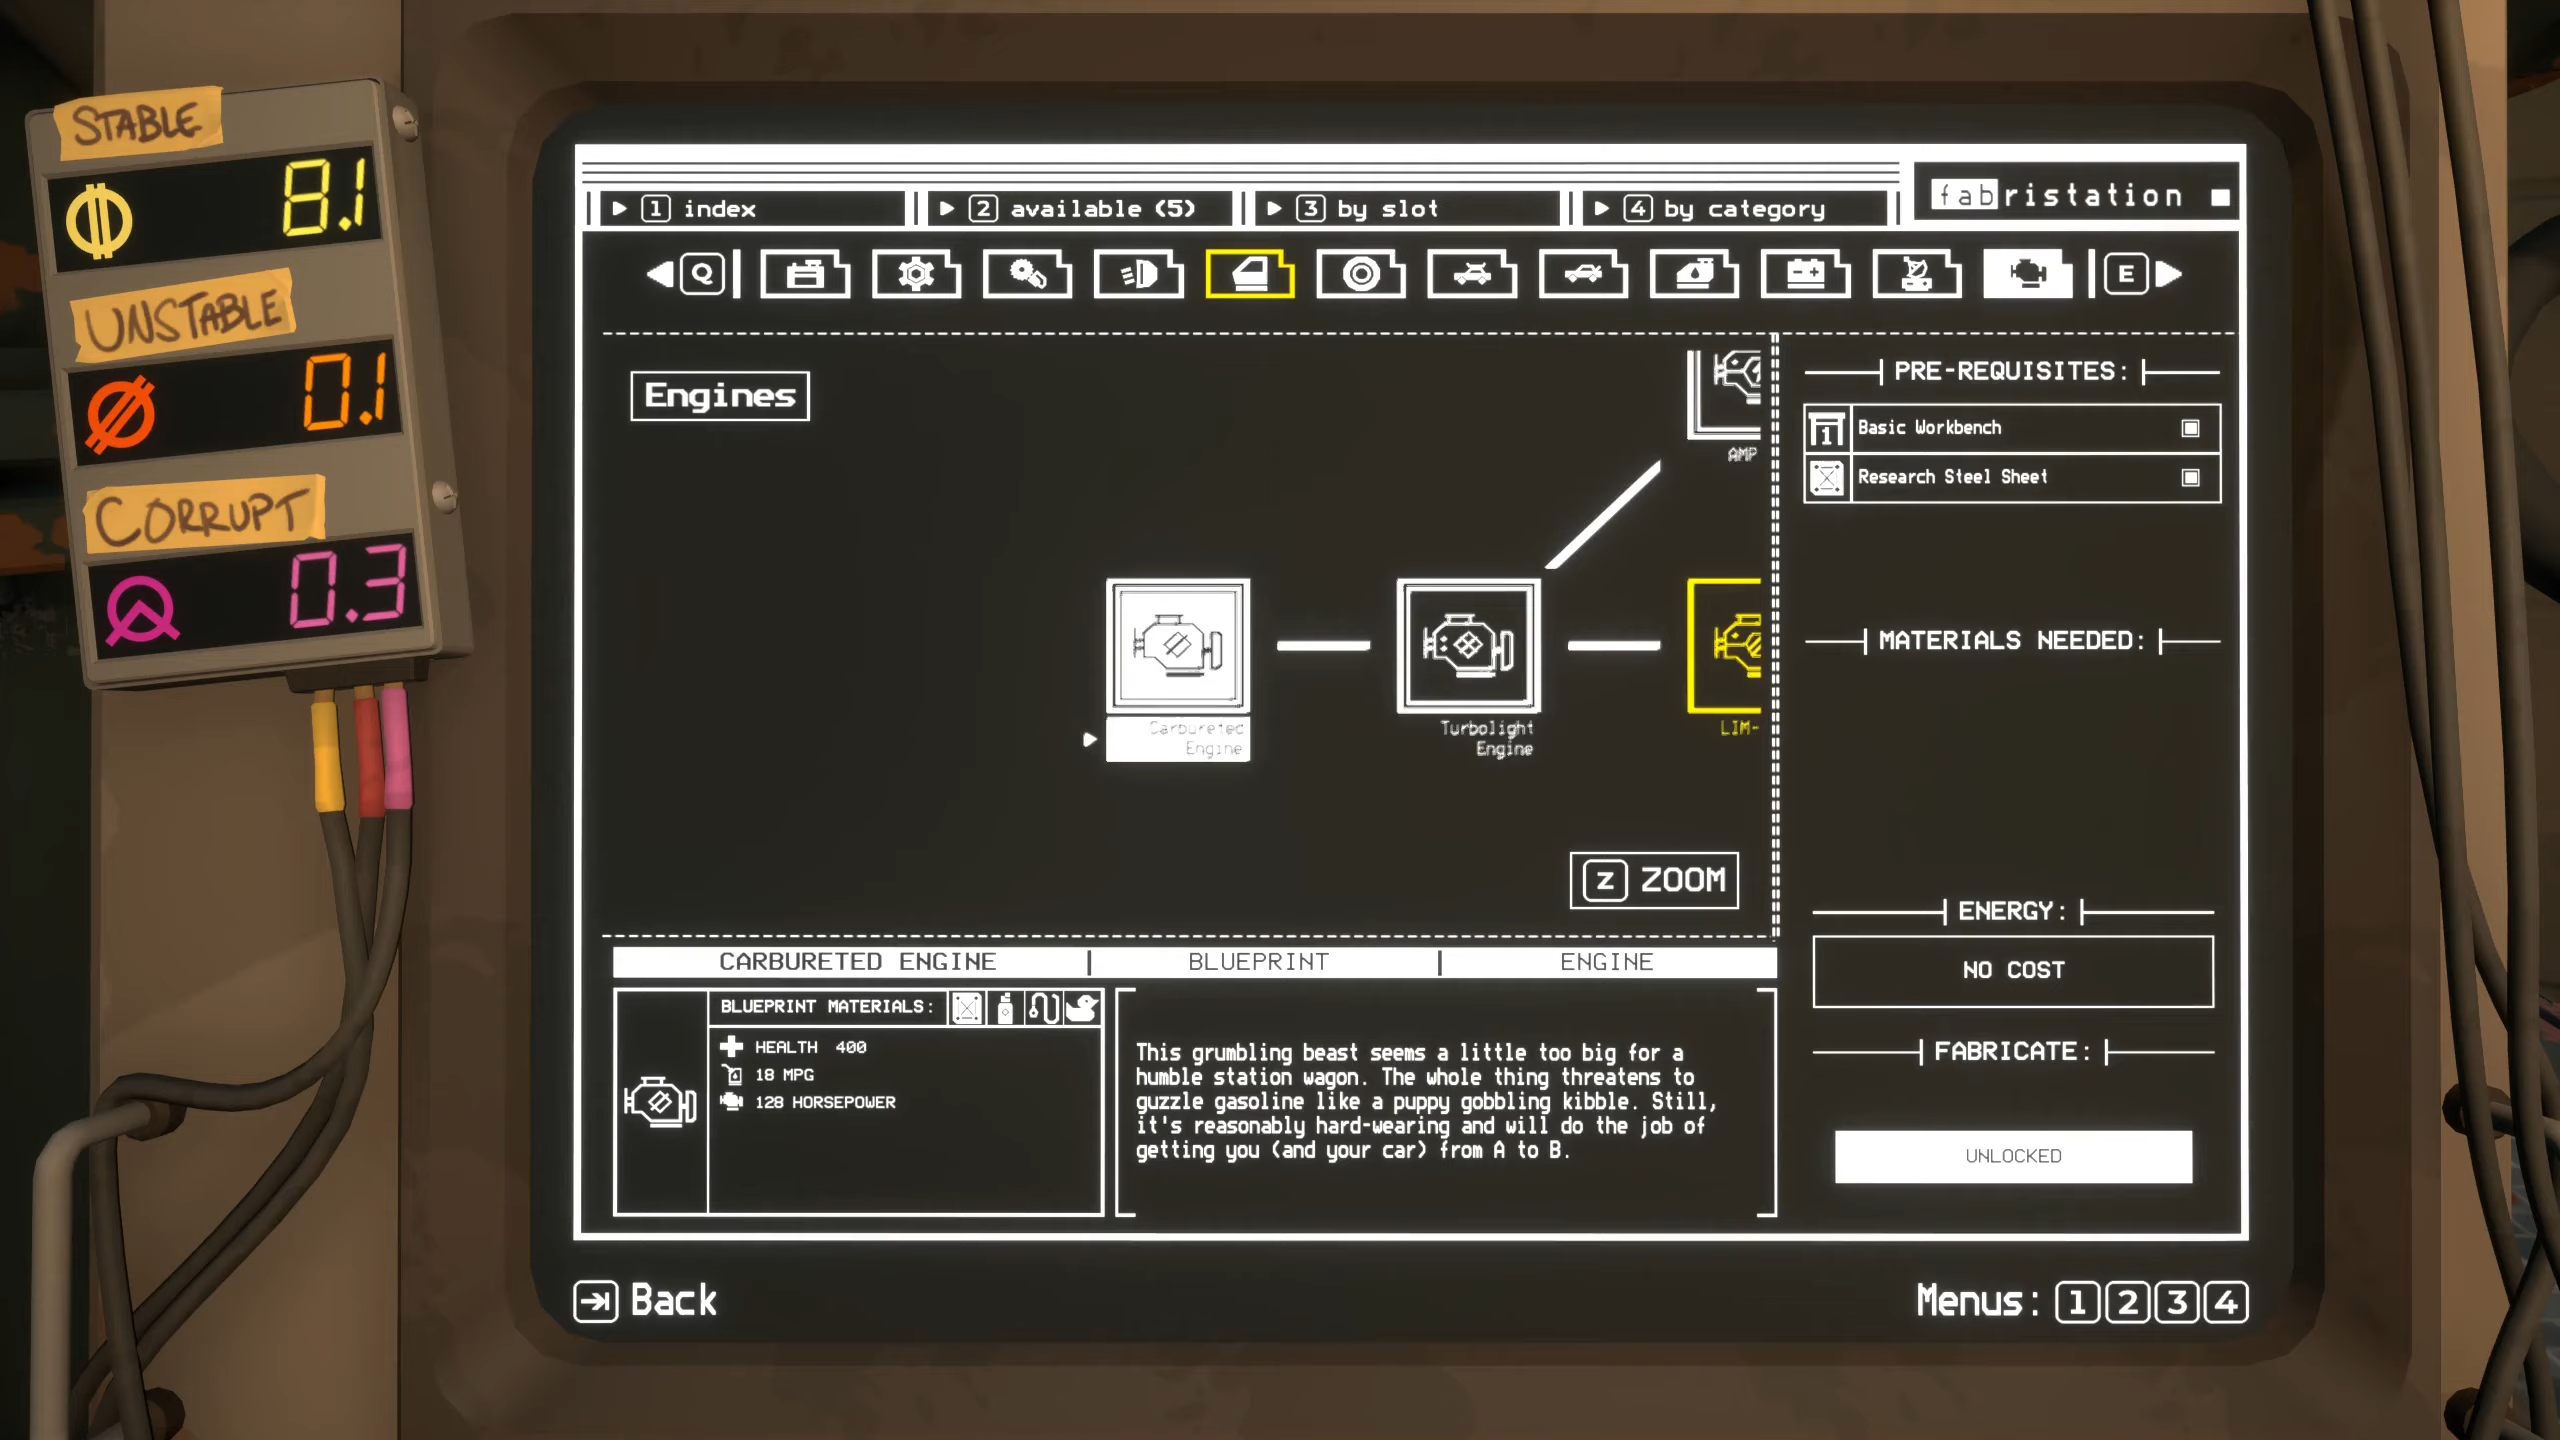 STABLE
8.1
UNSTABLE
0.1
CORRUPT
0.3
1 index
2 available (5)
3 by slot
4 by category
fabristation
Q
E
Engines
AMP
Carbureted
Engine
Turbolight
Engine
LIM-
Z ZOOM
PRE-REQUISITES:
1 Basic Workbench
Research Steel Sheet
MATERIALS NEEDED:
ENERGY:
NO COST
FABRICATE:
UNLOCKED
CARBURETED ENGINE | BLUEPRINT | ENGINE
BLUEPRINT MATERIALS:
HEALTH 400
18 MPG
128 HORSEPOWER
This grumbling beast seems a little too big for a
humble station wagon. The whole thing threatens to
guzzle gasoline like a puppy gobbling kibble. Still,
it's reasonably hard-wearing and will do the job of
getting you (and your car) from A to B.
Back
Menus: 1 2 3 4